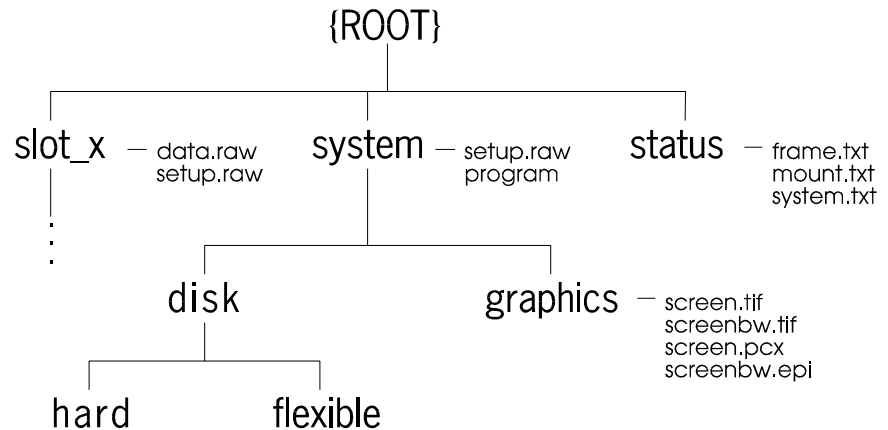 {ROOT}
slot_x
data.raw
setup.raw
system
setup.raw
program
status
frame.txt
mount.txt
system.txt
disk
graphics
screen.tif
screenbw.tif
screen.pcx
screenbw.epi
hard
flexible